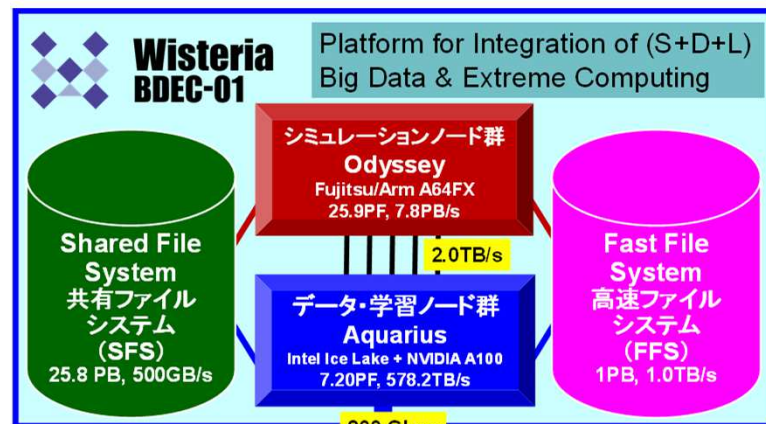 Wisteria
BDEC-01
Platform for Integration of (S+D+L)
Big Data & Extreme Computing
シミュレーションノード群
Odyssey
Fujitsu/Arm A64FX
25.9PF, 7.8PB/s
2.0TB/s
Shared File
System
共有ファイル
システム
(SFS)
25.8 PB, 500GB/s
データ・学習ノード群
Aquarius
Intel Ice Lake + NVIDIA A100
7.20PF, 578.2TB/s
Fast File
System
高速ファイル
システム
(FFS)
1PB, 1.0TB/s